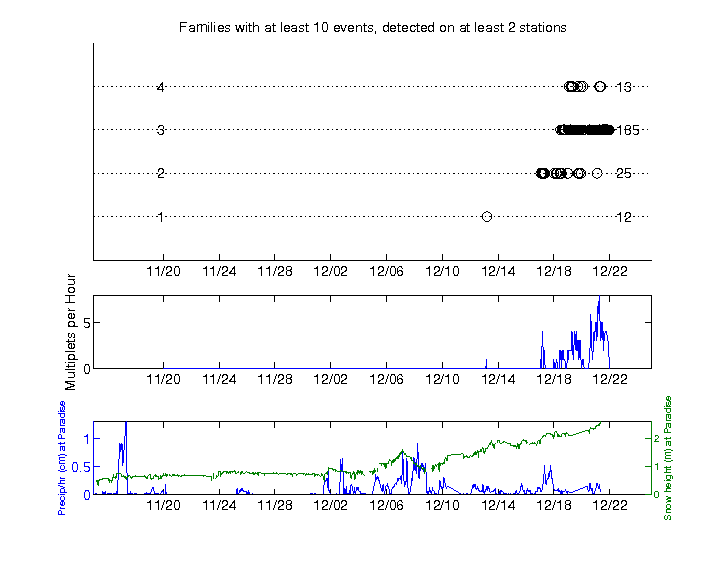 Families with at least 10 events, detected on at least 2 stations
4 13
3 165
2 25
1 12
11/20 11/24 11/28 12/02 12/06 12/10 12/14 12/18 12/22
Multiplets per Hour
5
0
11/20 11/24 11/28 12/02 12/06 12/10 12/14 12/18 12/22
Precip/hr (cm) at Paradise
1
0.5
0
Snow height (m) at Paradise
2
1
0
11/20 11/24 11/28 12/02 12/06 12/10 12/14 12/18 12/22